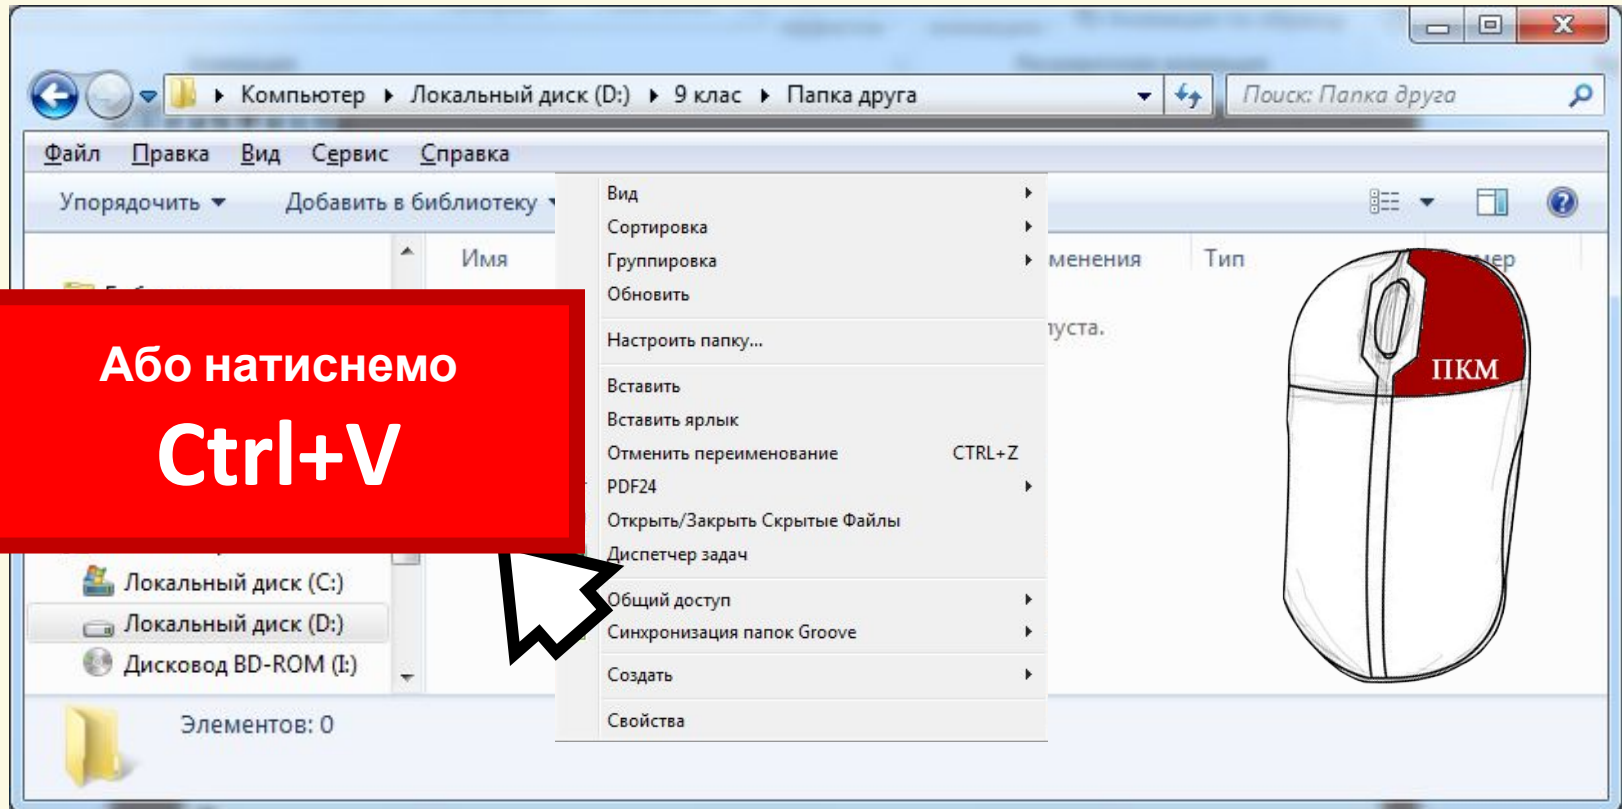 Компьютер ▸ Локальный диск (D:) ▸ 9 клас ▸ Папка друга
Поиск: Папка друга
Файл Правка Вид Сервис Справка
Упорядочить ▾ Добавить в библиотеку
Имя
менения
Тип
Або натиснемо
Ctrl+V
Вид
Сортировка
Группировка
Обновить
Настроить папку...
Вставить
Вставить ярлык
Отменить переименование CTRL+Z
PDF24
Открыть/Закрыть Скрытые Файлы
Диспетчер задач
Общий доступ
Синхронизация папок Groove
Создать
Свойства
пуста.
ПКМ
Локальный диск (C:)
Локальный диск (D:)
Дисковод BD-ROM (I:)
Элементов: 0